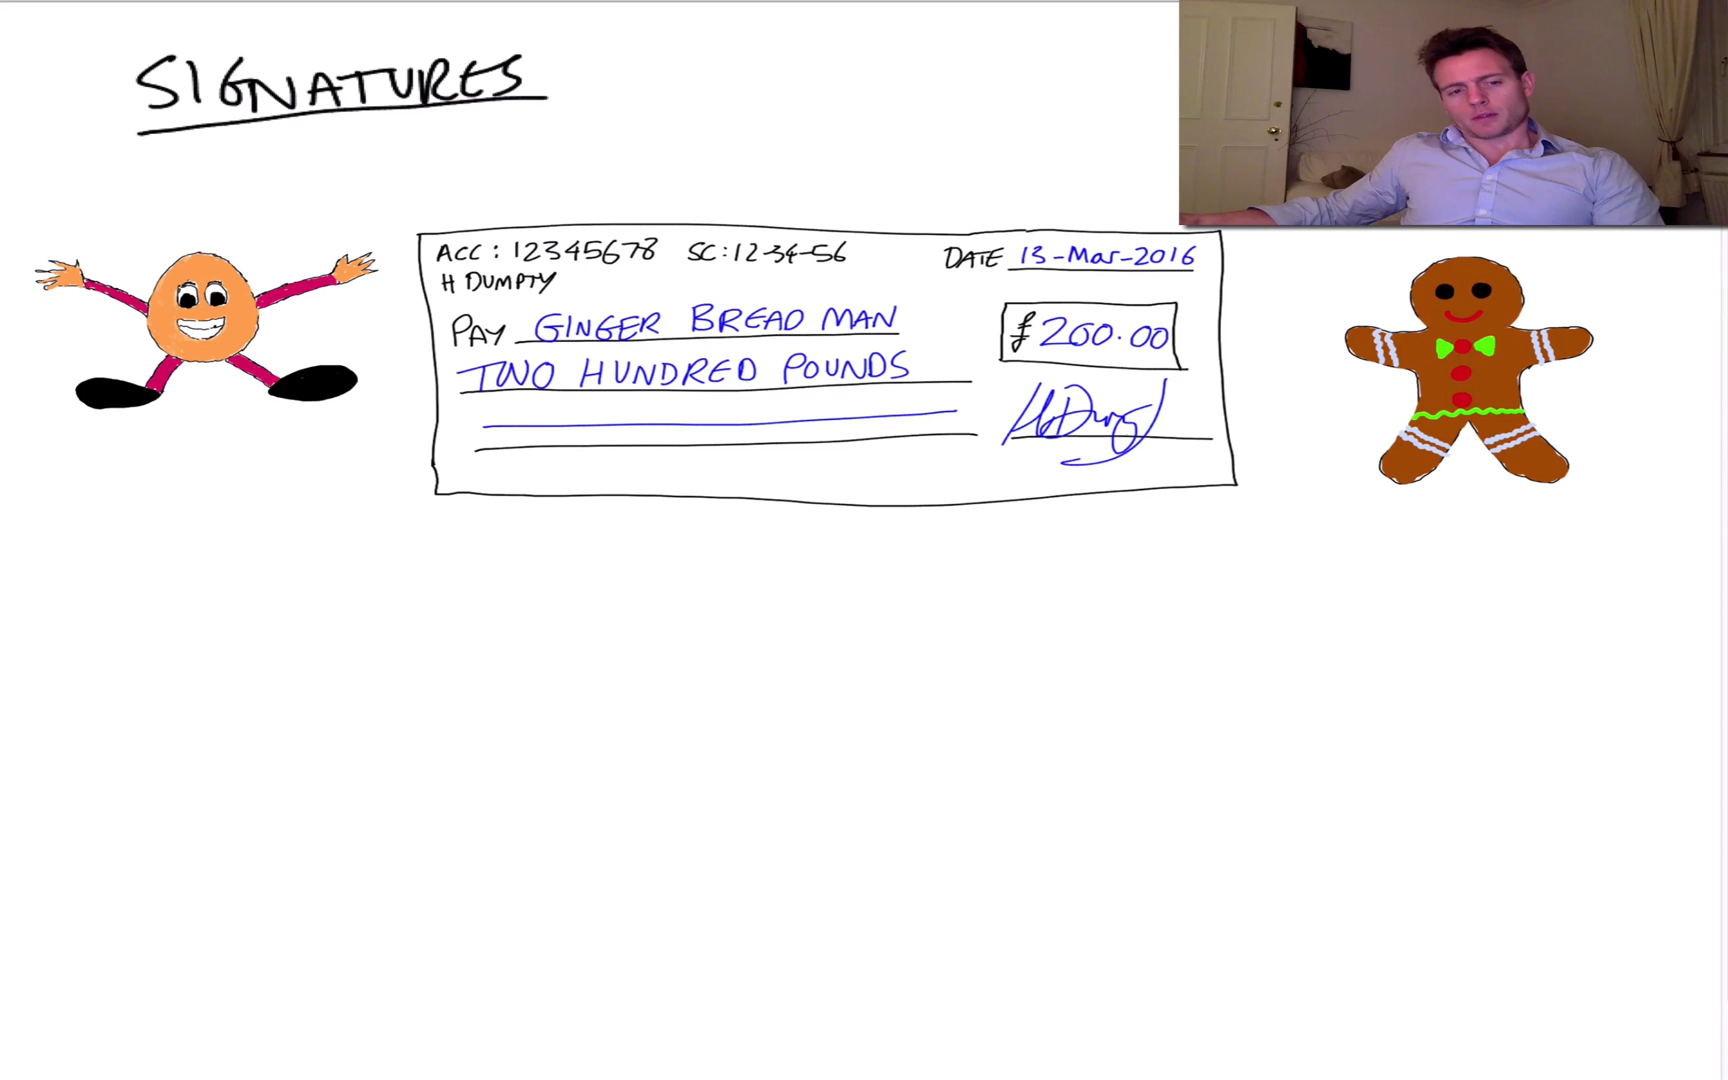 SIGNATURES
ACC: 12345678 SC: 12-34-56 DATE 13-Mar-2016
H DUMPTY
PAY GINGER BREAD MAN £200.00
TWO HUNDRED POUNDS